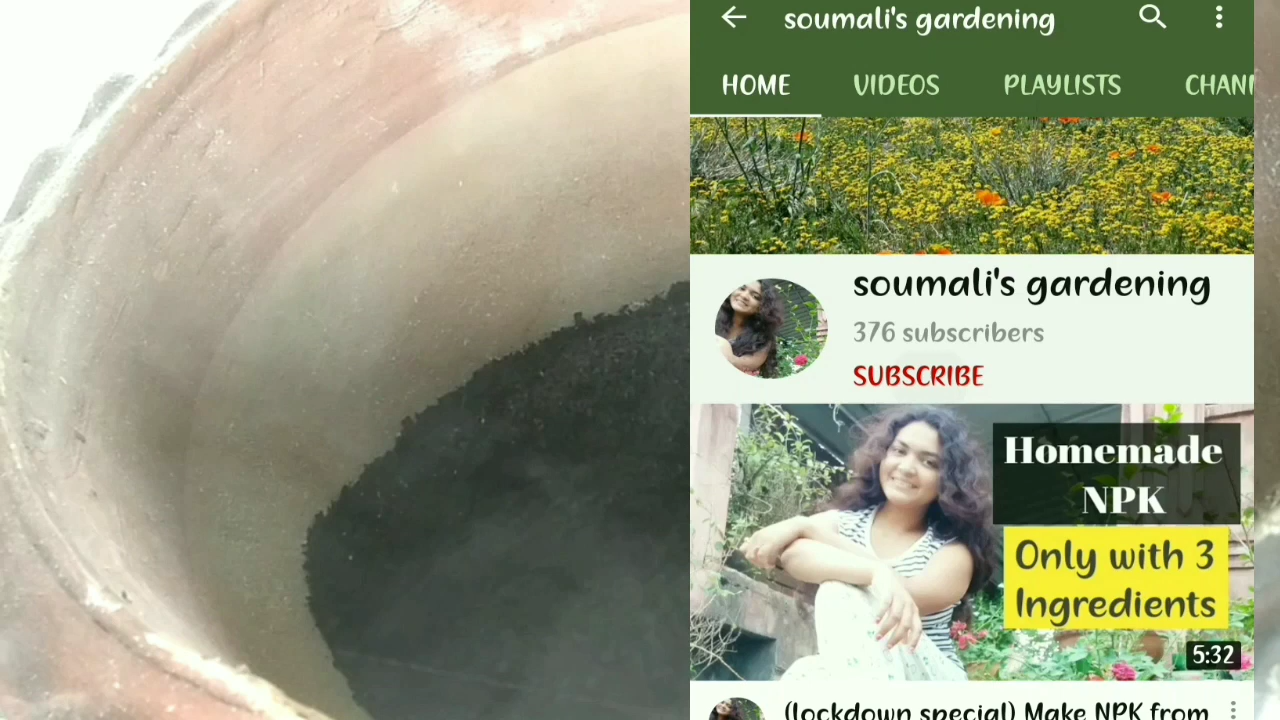 soumali's gardening
HOME VIDEOS PLAYLISTS CHAN
soumali's gardening
376 subscribers
SUBSCRIBE
Homemade
NPK
Only with 3
Ingredients
5:32
(lockdown special) Make NPK from